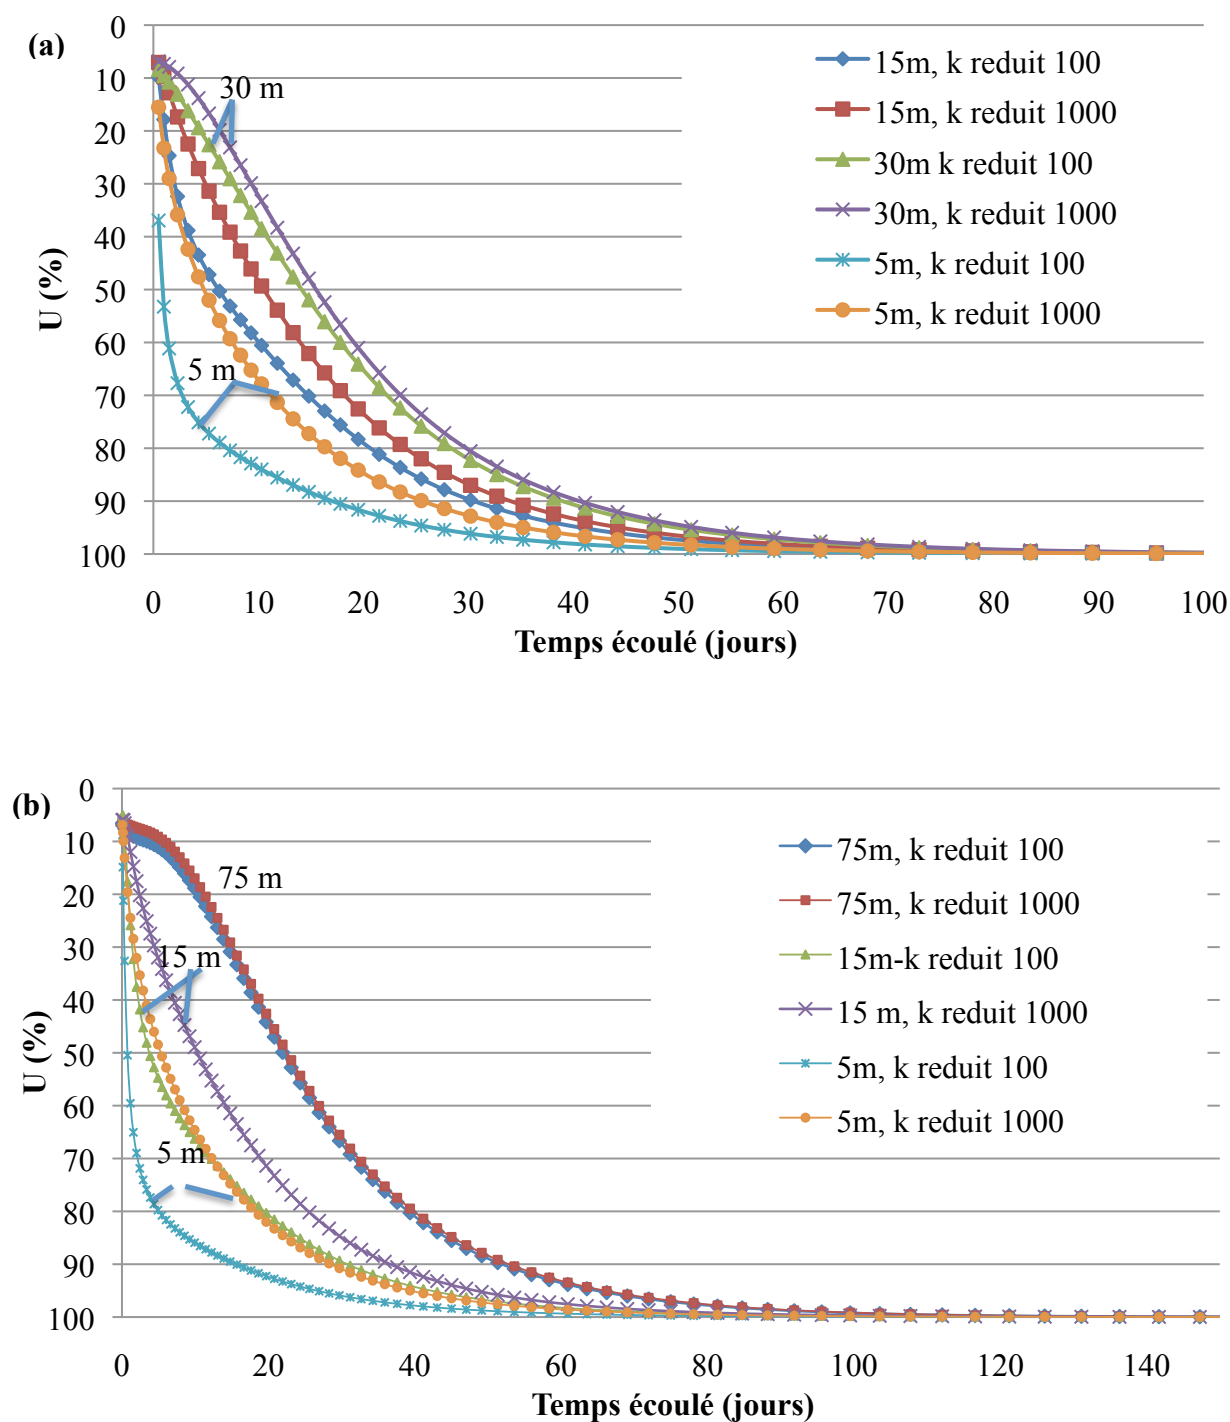 (a)
0
10
20
30
40
50
60
70
80
90
100
U (%)
30 m
5 m
15m, k reduit 100
15m, k reduit 1000
30m k reduit 100
30m, k reduit 1000
5m, k reduit 100
5m, k reduit 1000
0 10 20 30 40 50 60 70 80 90 100
Temps écoulé (jours)
(b)
0
10
20
30
40
50
60
70
80
90
100
U (%)
75 m
15 m
5 m
75m, k reduit 100
75m, k reduit 1000
15m-k reduit 100
15 m, k reduit 1000
5m, k reduit 100
5m, k reduit 1000
0 20 40 60 80 100 120 140
Temps écoulé (jours)